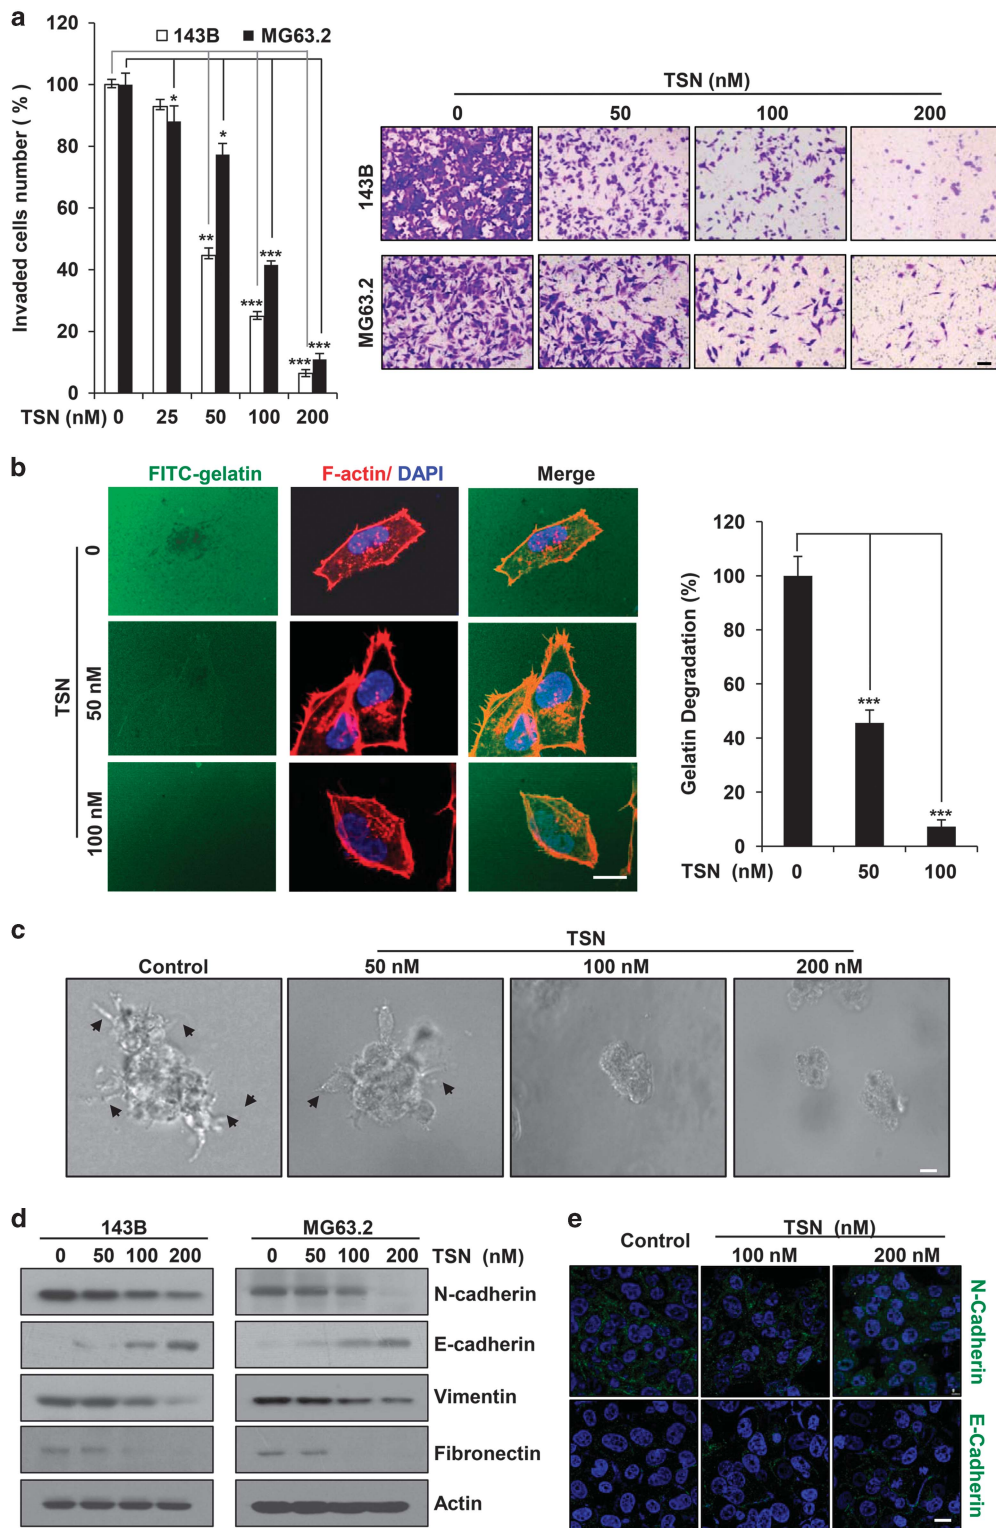 a
120
100
80
60
40
20
0
Invaded cells number ( % )
143B MG63.2
*
*
**
***
***
***
***
TSN (nM) 0 25 50 100 200
TSN (nM)
0 50 100 200
143B
MG63.2
b
FITC-gelatin F-actin/ DAPI Merge
TSN
0
50 nM
100 nM
120
100
80
60
40
20
0
Gelatin Degradation (%)
***
***
TSN (nM) 0 50 100
c
TSN
Control 50 nM 100 nM 200 nM
d
143B MG63.2
0 50 100 200 0 50 100 200 TSN (nM)
N-cadherin
E-cadherin
Vimentin
Fibronectin
Actin
e
Control TSN (nM)
100 nM 200 nM
N-Cadherin
E-Cadherin